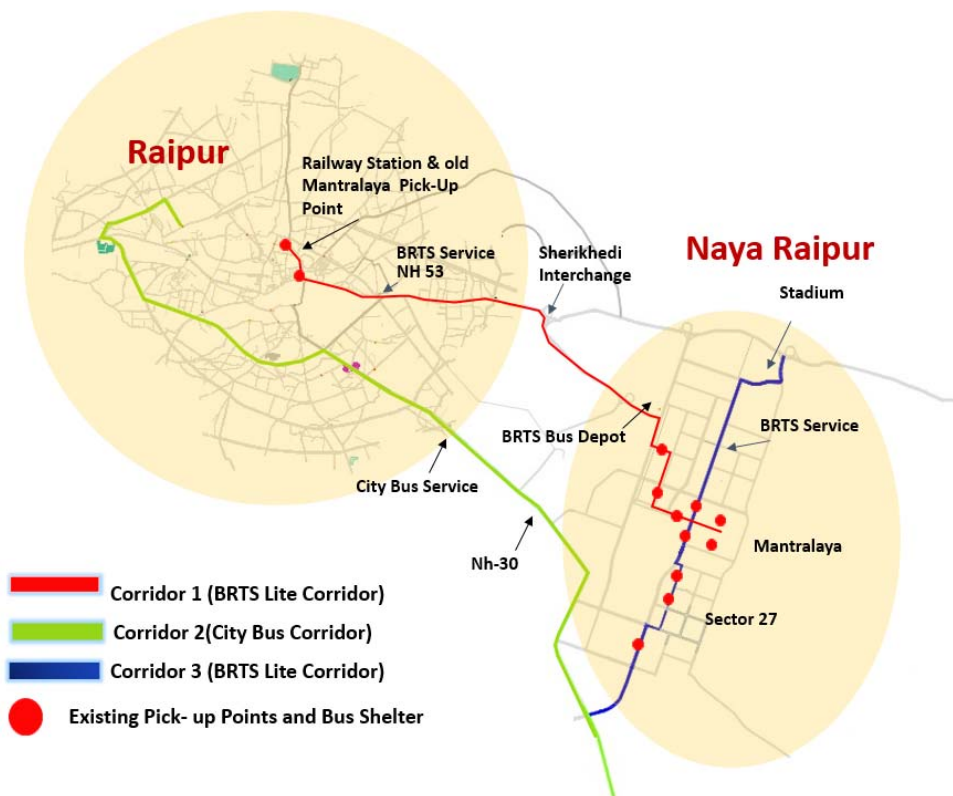 Raipur
Railway Station & old
Mantralaya Pick-Up
Point
BRTS Service
NH 53
Sherikhedi
Interchange
Naya Raipur
Stadium
BRTS Bus Depot
BRTS Service
City Bus Service
Mantralaya
Nh-30
Sector 27
Corridor 1 (BRTS Lite Corridor)
Corridor 2(City Bus Corridor)
Corridor 3 (BRTS Lite Corridor)
Existing Pick- up Points and Bus Shelter